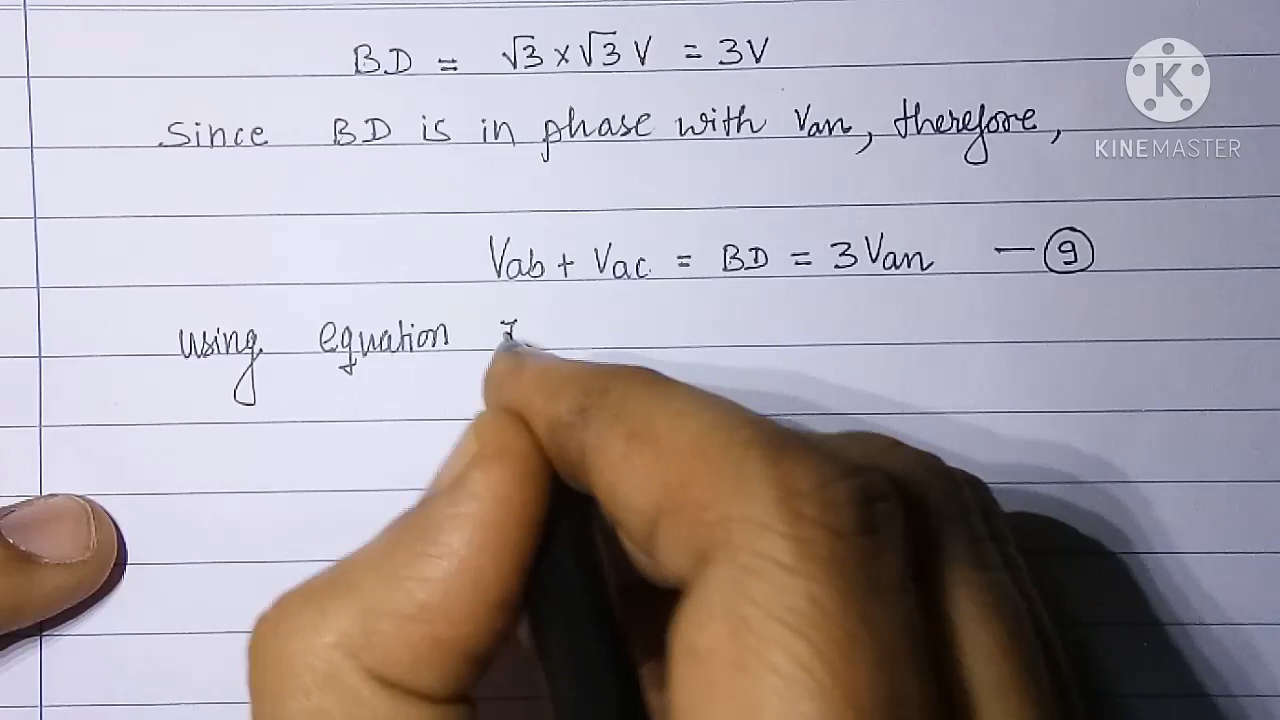 BD = √3 × √3 V = 3V
Since BD is in phase with Van, therefore,
Vab + Vac = BD = 3Van — ⑨
using equation 7
KINEMASTER